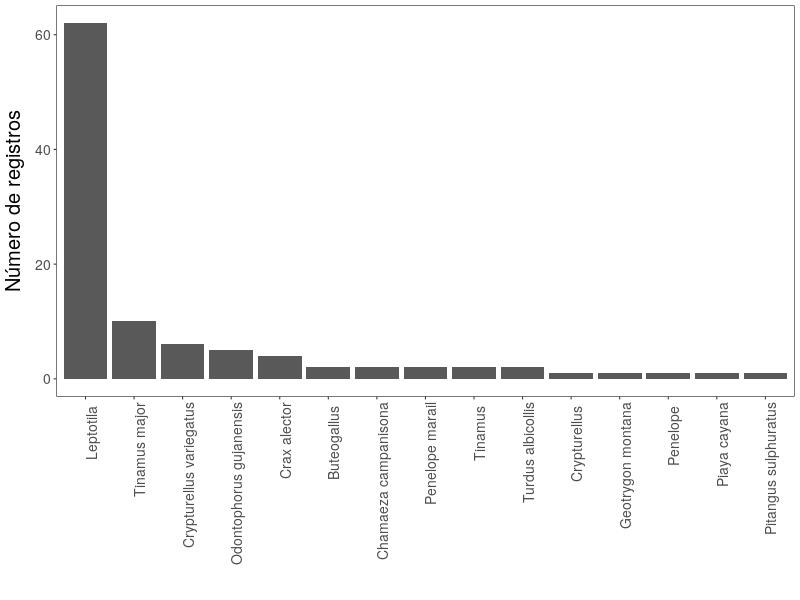 Número de registros
60
40
20
0
Leptotila
Tinamus major
Crypturellus variegatus
Odontophorus gujanensis
Crax alector
Buteogallus
Chamaeza campanisona
Penelope marail
Tinamus
Turdus albicollis
Crypturellus
Geotrygon montana
Penelope
Piaya cayana
Pitangus sulphuratus